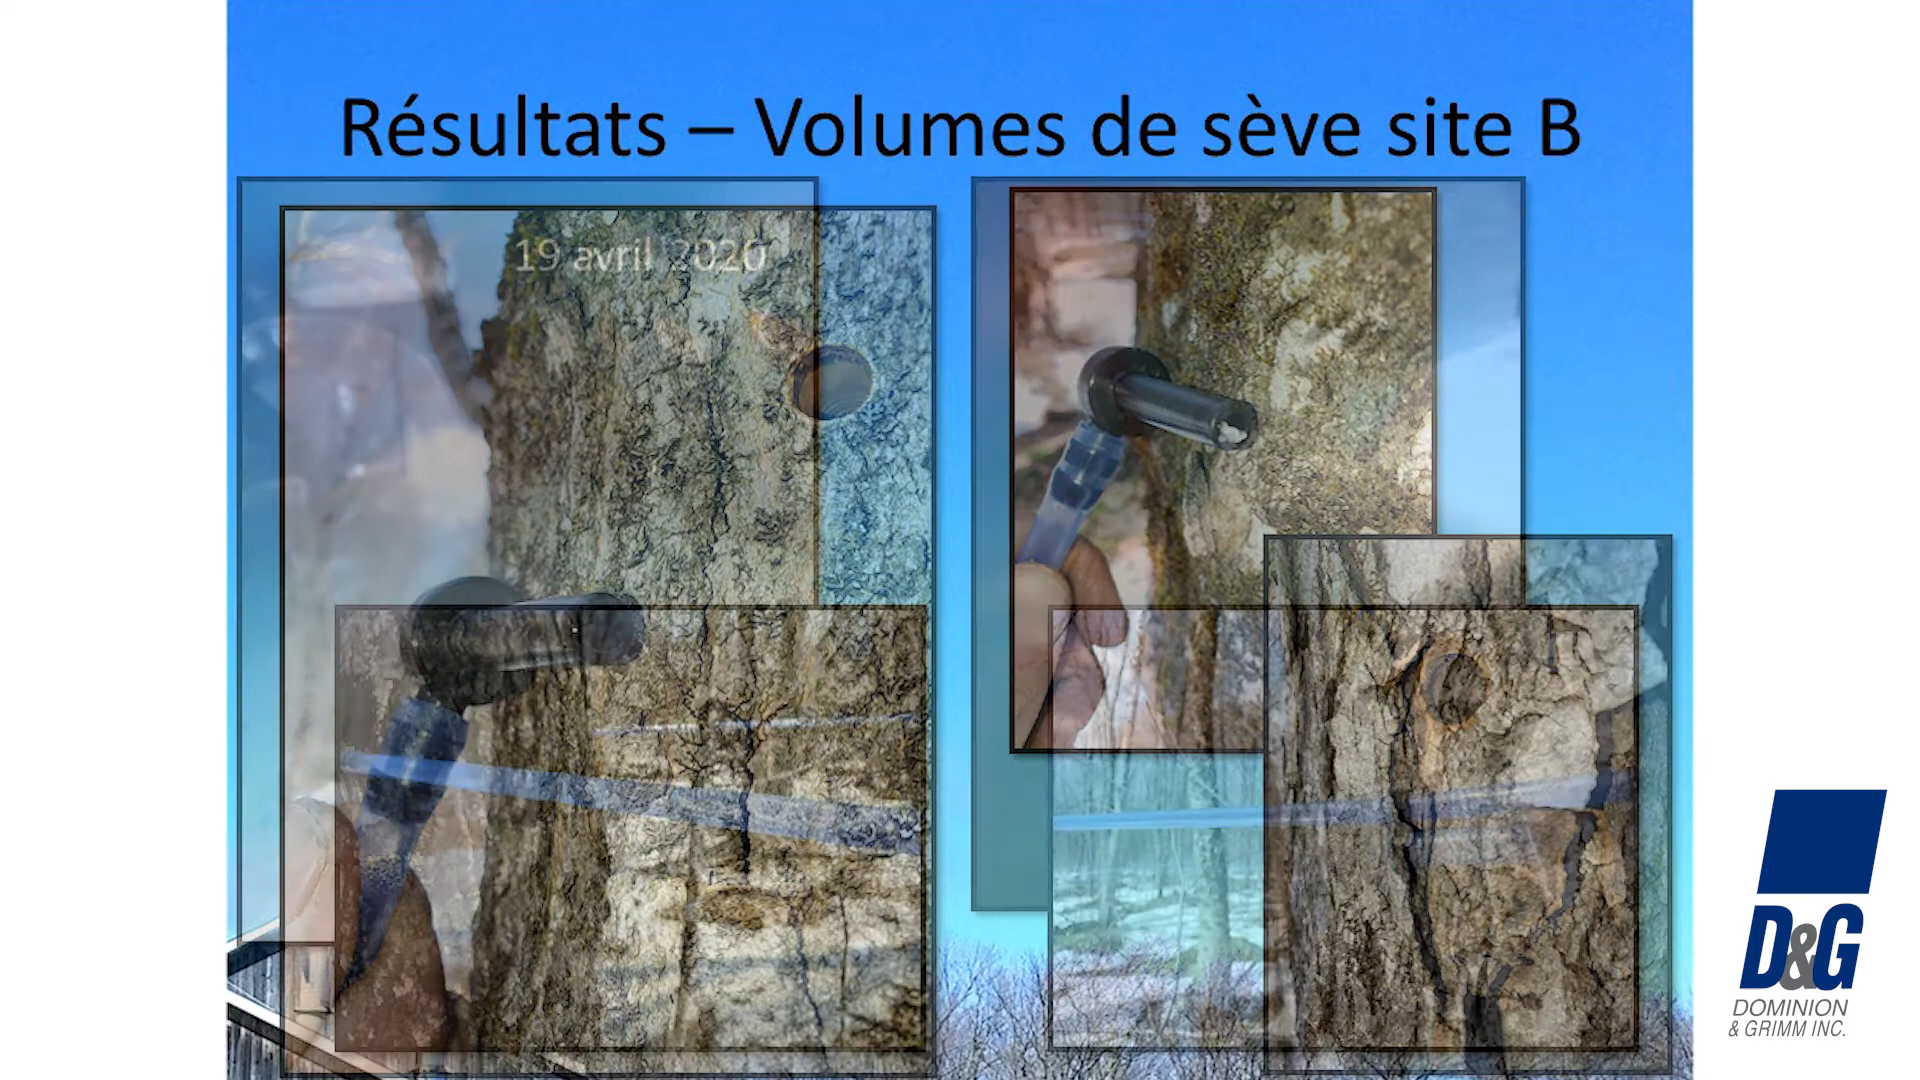 Résultats – Volumes de sève site B
19 avril 2020
D&G
DOMINION
& GRIMM INC.